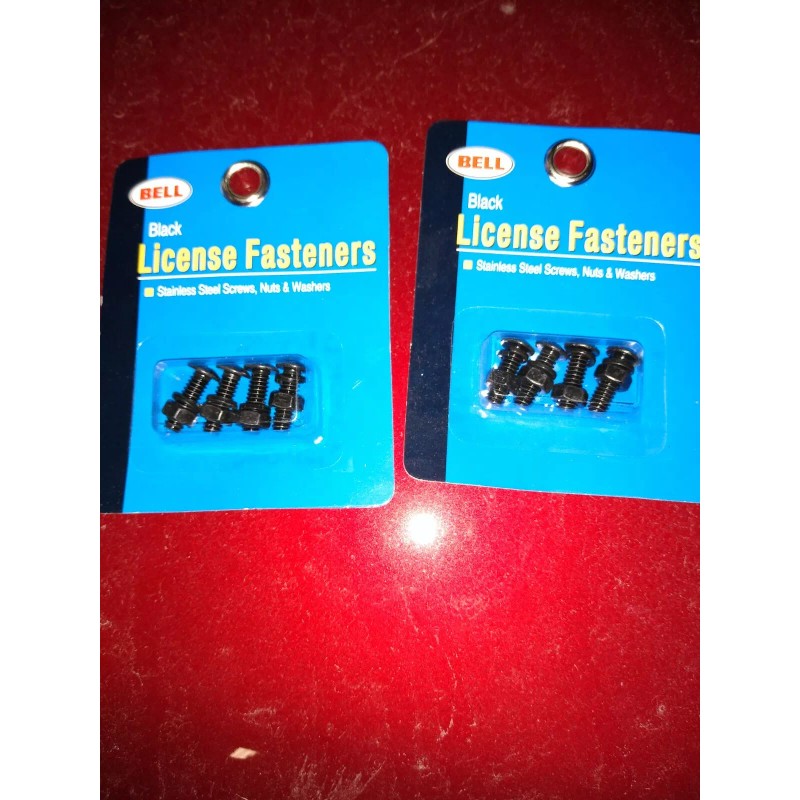 BELL
Black
License Fasteners
Stainless Steel Screws, Nuts & Washers
BELL
Black
License Fasteners
Stainless Steel Screws, Nuts & Washers